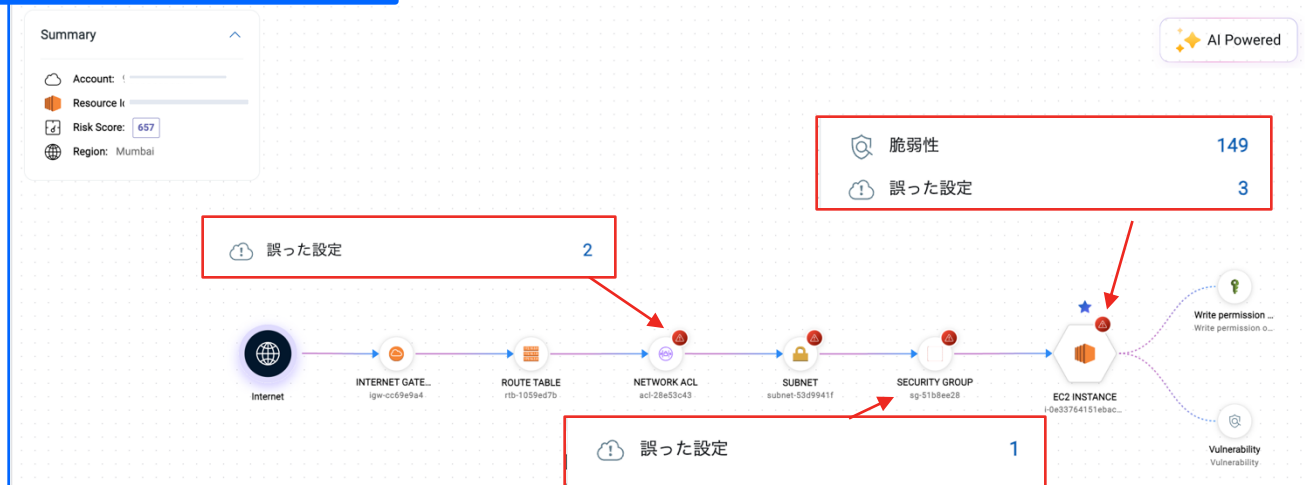 Summary
AI Powered
Account:
Resource Ic
Risk Score: 657
Region: Mumbai
脆弱性 149
誤った設定 3
誤った設定 2
Internet
INTERNET GATE...
igw-cc69e9a4
ROUTE TABLE
rtb-1059ed7b
NETWORK ACL
acl-28e53c43
SUBNET
subnet-53d9941f
SECURITY GROUP
sg-51b8ee28
EC2 INSTANCE
i-0e33764151ebac...
Write permission ...
Write permission o...
Vulnerability
Vulnerability
誤った設定 1